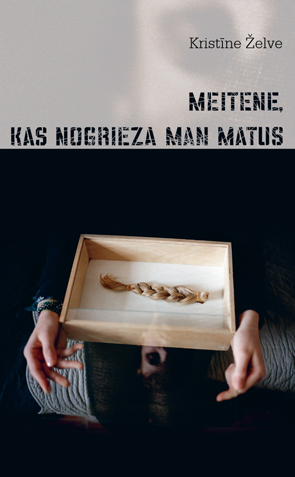 Kristīne Želve
MEITENE,
KAS NOGRIEZA MAN MATUS